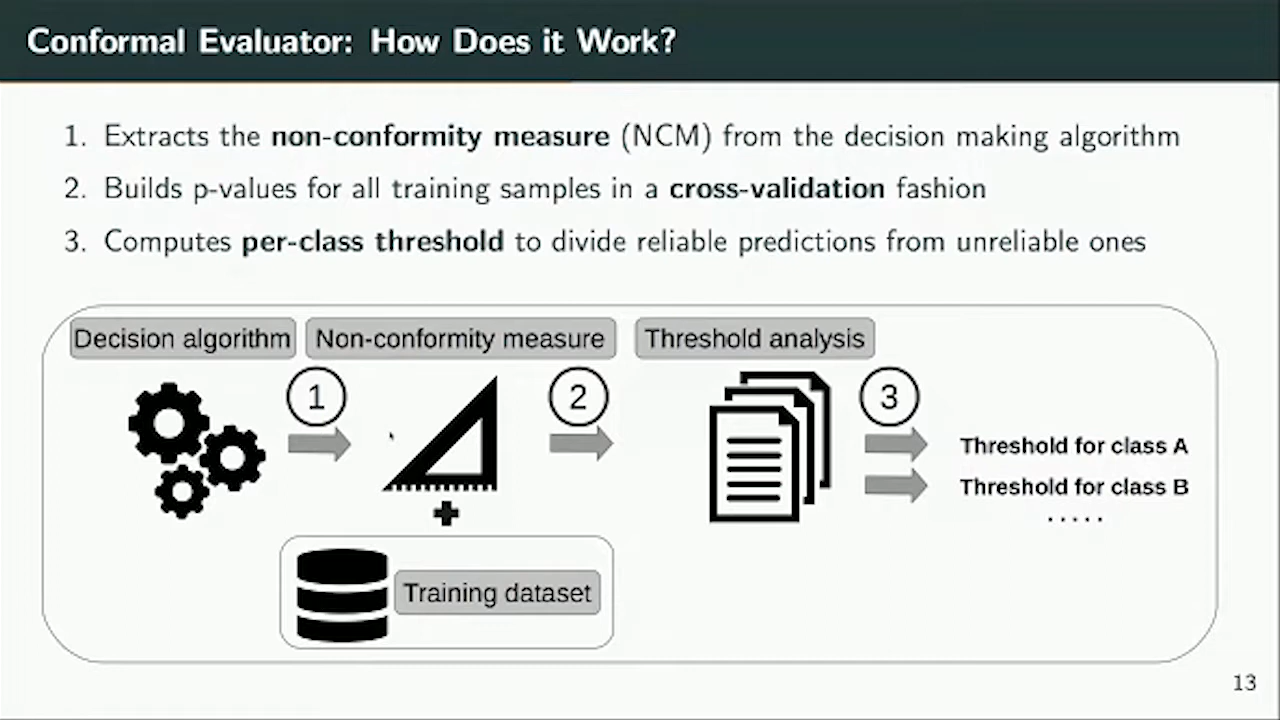 Conformal Evaluator: How Does it Work?
1. Extracts the non-conformity measure (NCM) from the decision making algorithm
2. Builds p-values for all training samples in a cross-validation fashion
3. Computes per-class threshold to divide reliable predictions from unreliable ones
Decision algorithm
Non-conformity measure
Threshold analysis
1
2
3
Threshold for class A
Threshold for class B
.....
Training dataset
13